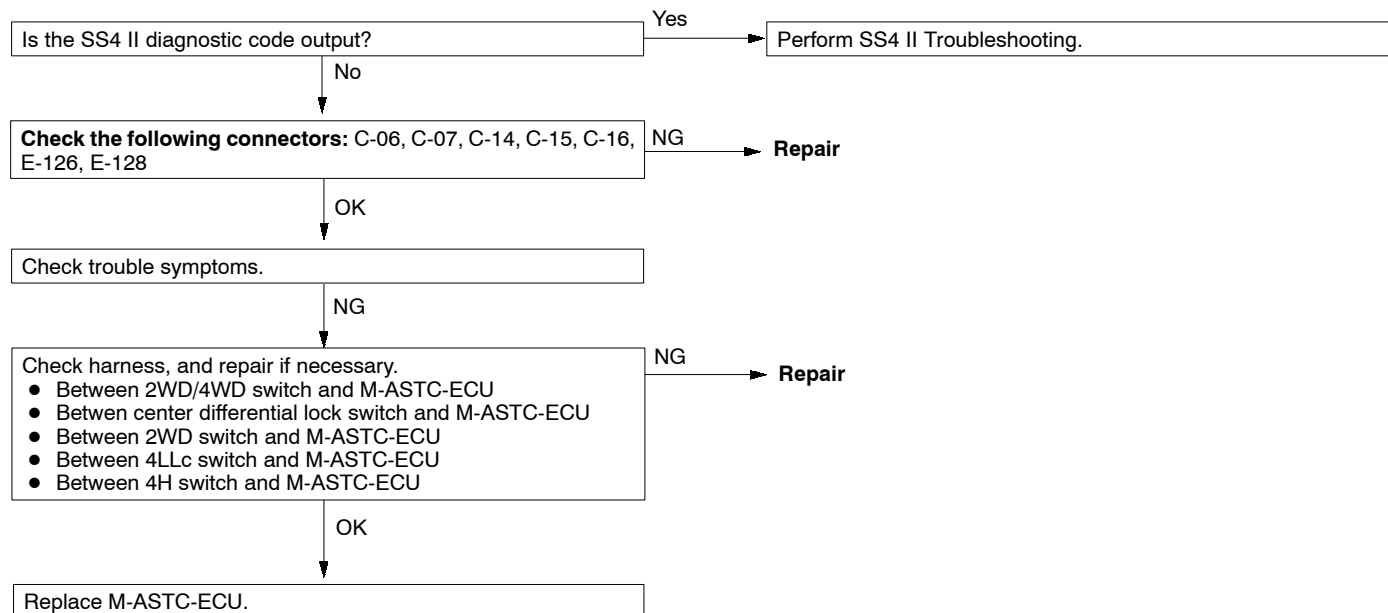 Is the SS4 II diagnostic code output?
Yes
Perform SS4 II Troubleshooting.
No
Check the following connectors: C-06, C-07, C-14, C-15, C-16,
E-126, E-128
NG
Repair
OK
Check trouble symptoms.
NG
Check harness, and repair if necessary.
● Between 2WD/4WD switch and M-ASTC-ECU
● Betwen center differential lock switch and M-ASTC-ECU
● Between 2WD switch and M-ASTC-ECU
● Between 4LLc switch and M-ASTC-ECU
● Between 4H switch and M-ASTC-ECU
NG
Repair
OK
Replace M-ASTC-ECU.